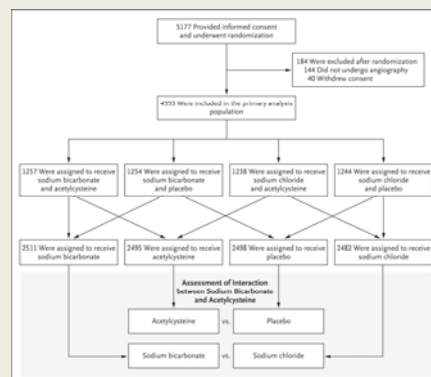 5177 Provided informed consent
and underwent randomization
184 Were excluded after randomization
144 Did not undergo angiography
40 Withdrew consent
4993 Were included in the primary analysis
population
1257 Were assigned to receive
sodium bicarbonate
and acetylcysteine
1254 Were assigned to receive
sodium bicarbonate
and placebo
1238 Were assigned to receive
sodium chloride
and acetylcysteine
1244 Were assigned to receive
sodium chloride
and placebo
2511 Were assigned to receive
sodium bicarbonate
2495 Were assigned to receive
acetylcysteine
2498 Were assigned to receive
placebo
2482 Were assigned to receive
sodium chloride
Assessment of Interaction
between Sodium Bicarbonate
and Acetylcysteine
Acetylcysteine vs. Placebo
Sodium bicarbonate vs. Sodium chloride